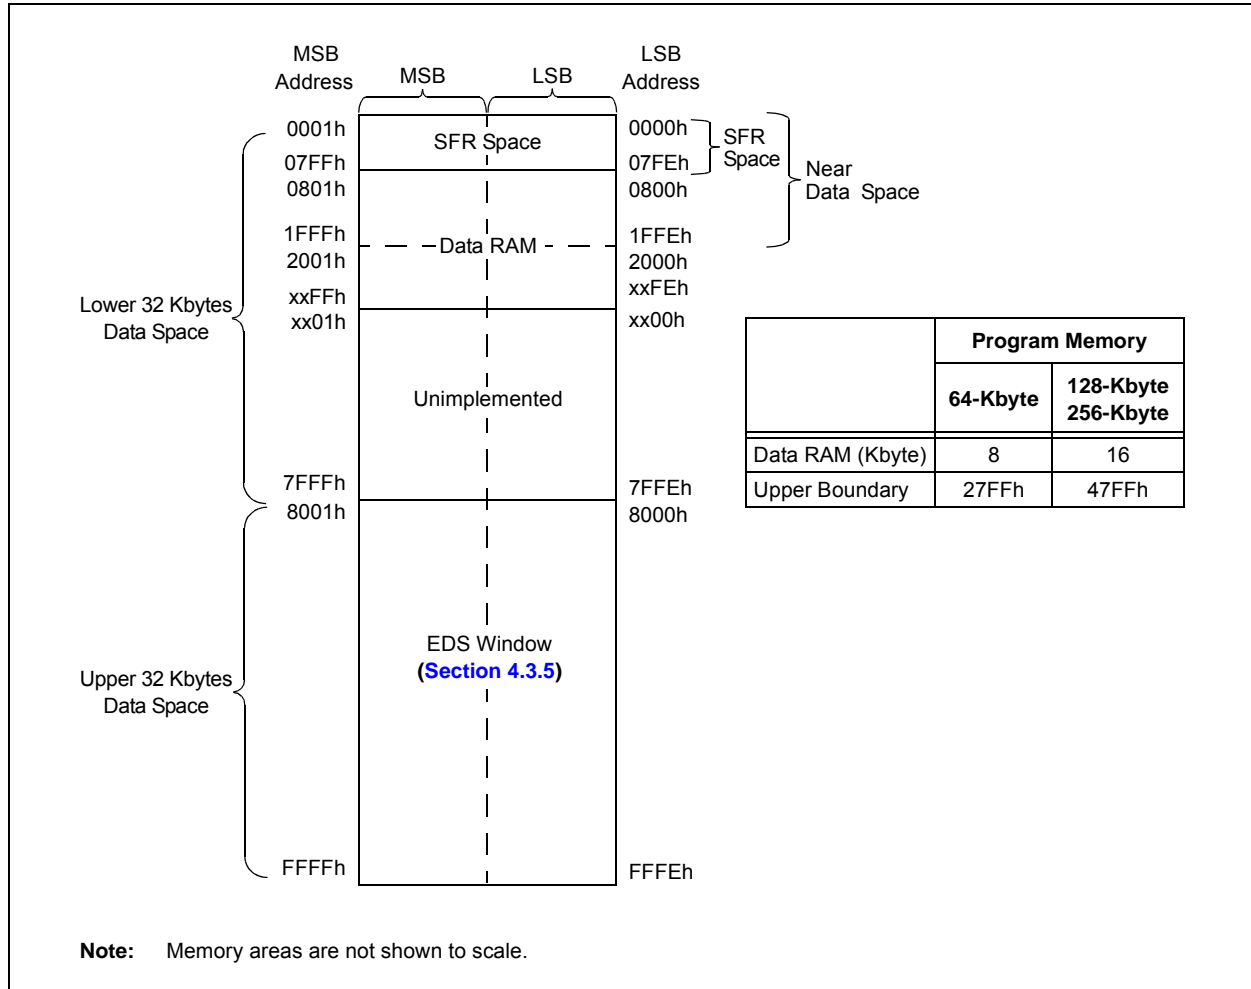 MSB
Address
MSB
LSB
LSB
Address
0001h
SFR Space
0000h
SFR
Space
07FFh
07FEh
0801h
0800h
Near
Data Space
1FFFh
Data RAM
1FFEh
2001h
2000h
xxFFh
xxFEh
xx01h
xx00h
Lower 32 Kbytes
Data Space
Unimplemented
7FFFh
7FFEh
8001h
8000h
EDS Window
(Section 4.3.5)
Upper 32 Kbytes
Data Space
FFFFh
FFFEh
Program Memory
64-Kbyte
128-Kbyte
256-Kbyte
Data RAM (Kbyte) 8 16
Upper Boundary 27FFh 47FFh
Note: Memory areas are not shown to scale.